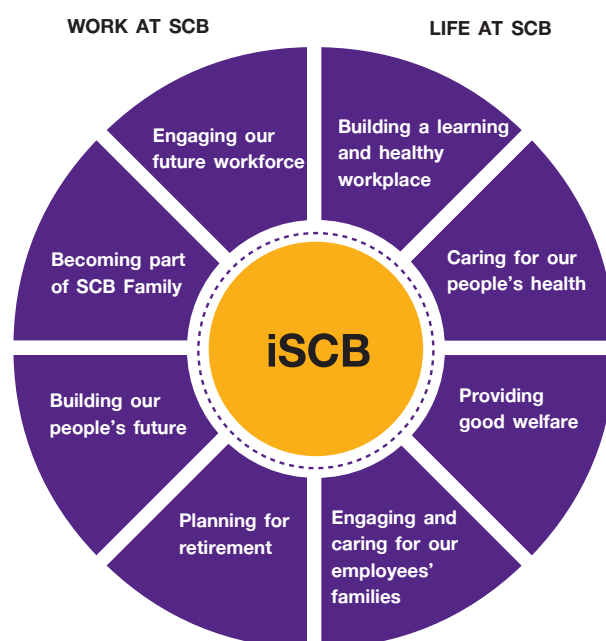 WORK AT SCB
LIFE AT SCB
Engaging our
future workforce
Building a learning
and healthy
workplace
Becoming part
of SCB Family
Caring for our
people's health
iSCB
Building our
people's future
Providing
good welfare
Planning for
retirement
Engaging and
caring for our
employees'
families